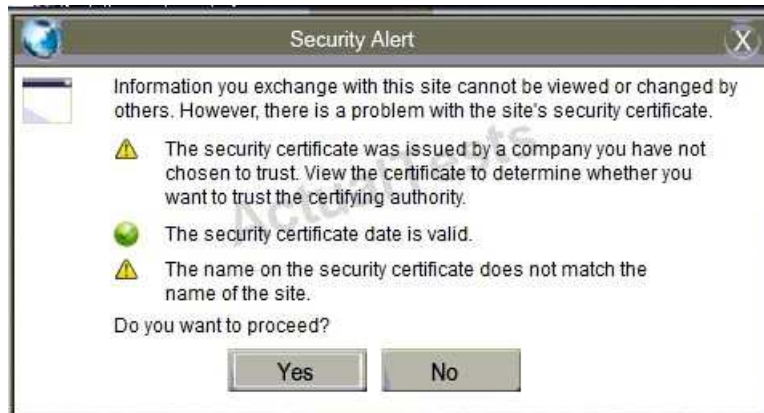 Security Alert
X
Information you exchange with this site cannot be viewed or changed by
others. However, there is a problem with the site's security certificate.
The security certificate was issued by a company you have not
chosen to trust. View the certificate to determine whether you
want to trust the certifying authority.
ActualTests
The security certificate date is valid.
The name on the security certificate does not match the
name of the site.
Do you want to proceed?
Yes No